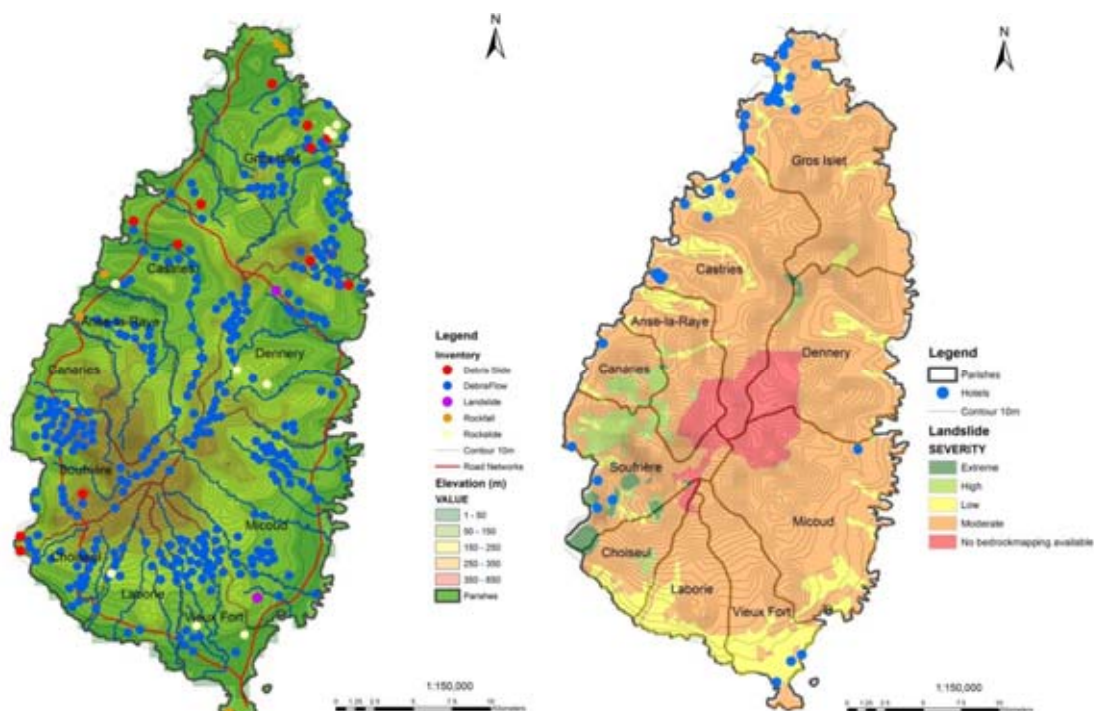 N
Gros Islet
Castries
Anse-la-Raye
Canaries
Dennery
Soufrière
Micoud
Choiseul
Laborie
Vieux Fort
Legend
Inventory
Debris Slide
DebrisFlow
Landslide
Rockfall
Rockslide
Contour 10m
Road Networks
Elevation (m)
VALUE
1 - 50
50 - 150
150 - 250
250 - 350
350 - 650
Parishes
1:150,000
N
Gros Islet
Castries
Anse-la-Raye
Canaries
Dennery
Soufrière
Micoud
Choiseul
Laborie
Vieux Fort
Legend
Parishes
Hotels
Contour 10m
Landslide
SEVERITY
Extreme
High
Low
Moderate
No bedrockmapping available
1:150,000